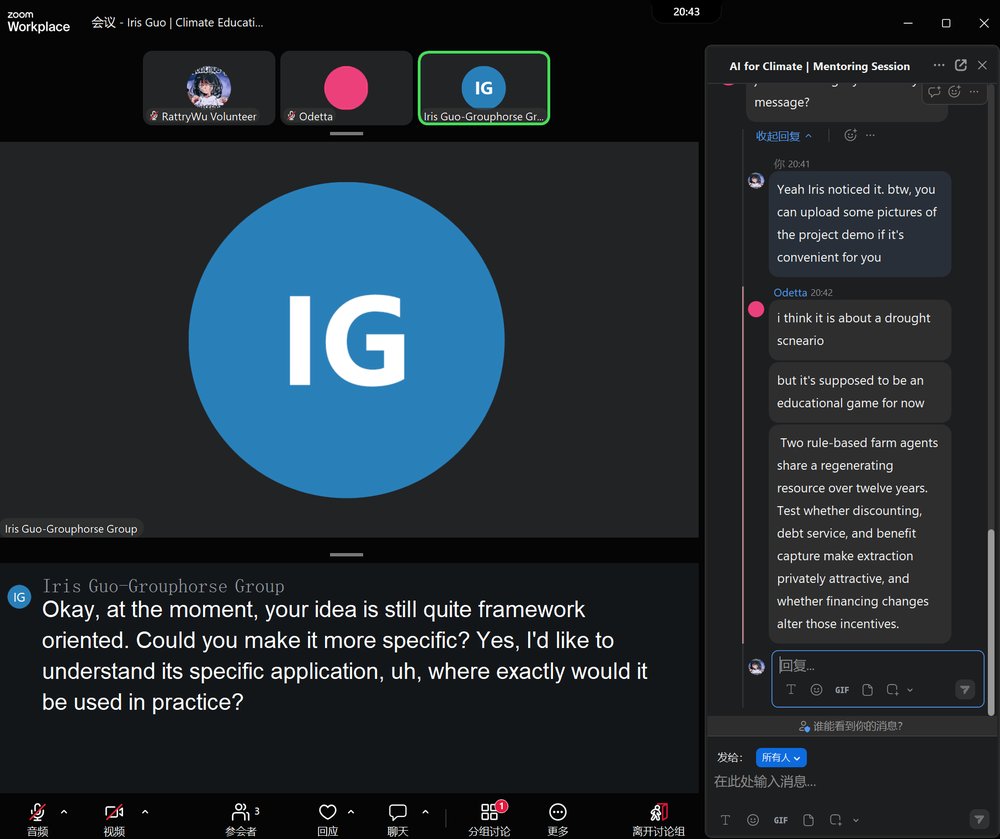 zoom
Workplace
会议 - Iris Guo | Climate Educati...
20:43
RattryWu Volunteer
Odetta
IG
Iris Guo-Grouphorse Gr...
IG
Iris Guo-Grouphorse Group
IG
Iris Guo-Grouphorse Group
Okay, at the moment, your idea is still quite framework
oriented. Could you make it more specific? Yes, I'd like to
understand its specific application, uh, where exactly would it
be used in practice?
音频
视频
3
参会者
回应
聊天
1
分组讨论
更多
离开讨论组
AI for Climate | Mentoring Session
message?
收起回复
你 20:41
Yeah Iris noticed it. btw, you
can upload some pictures of
the project demo if it's
convenient for you
Odetta 20:42
i think it is about a drought
scneario
but it's supposed to be an
educational game for now
Two rule-based farm agents
share a regenerating
resource over twelve years.
Test whether discounting,
debt service, and benefit
capture make extraction
privately attractive, and
whether financing changes
alter those incentives.
回复...
GIF
谁能看到你的消息?
发给: 所有人
在此处输入消息...
GIF